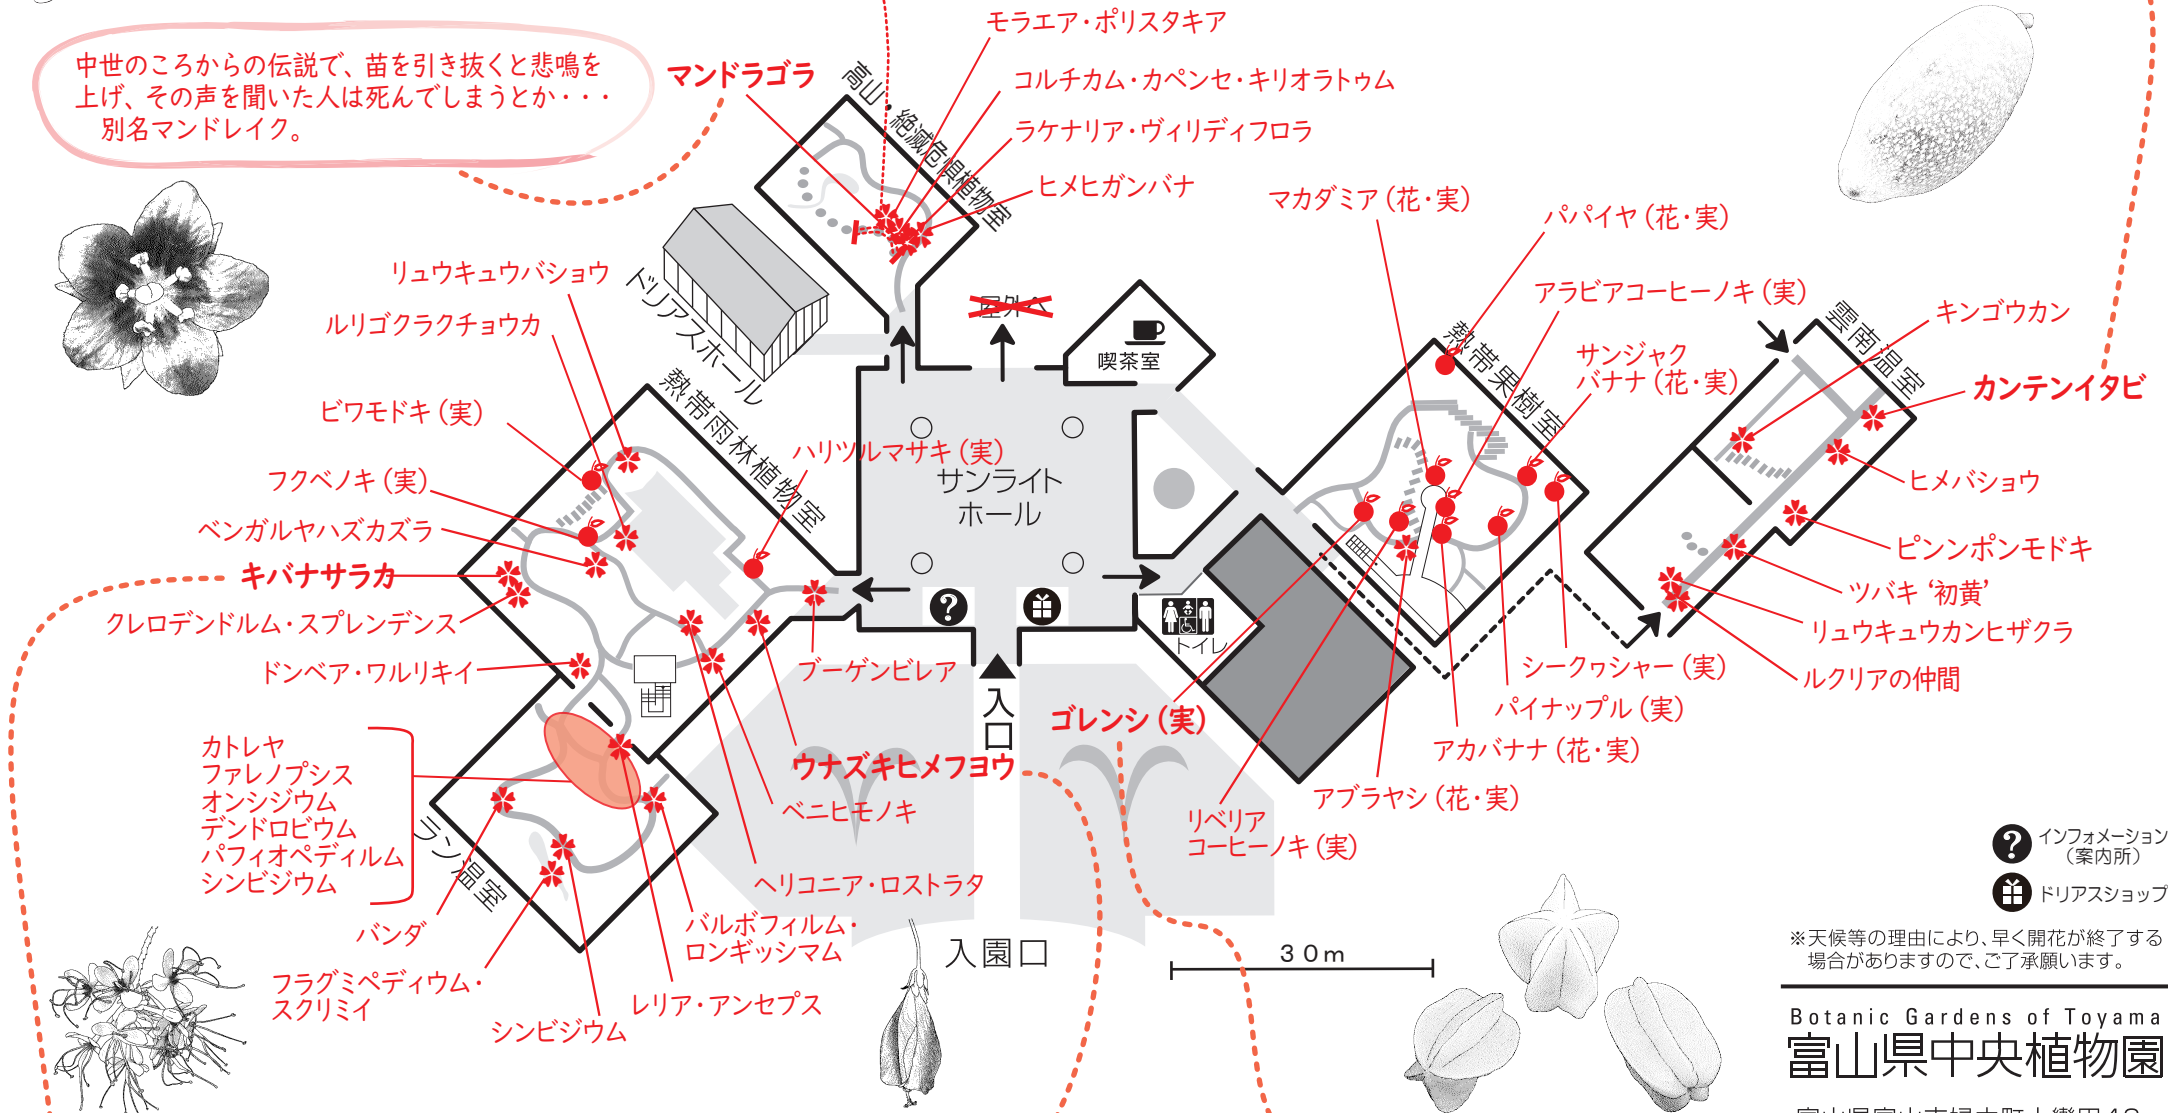 中世のころからの伝説で、苗を引き抜くと悲鳴を
上げ、その声を聞いた人は死んでしまうとか・・・
別名マンドレイク。
マンドラゴラ
モラエア・ポリスタキア
コルチカム・カペンセ・キリオラトゥム
ラケナリア・ヴィリディフロラ
ヒメヒガンバナ
高山・絶滅危惧植物室
ドリアスホール
屋外へ
喫茶室
マカダミア（花・実）
パパイヤ（花・実）
アラビアコーヒーノキ（実）
サンジャク
バナナ（花・実）
熱帯果樹室
雲南温室
キンゴウカン
カンテンイタビ
ヒメバショウ
ピンンポンモドキ
ツバキ ‘初黄’
リュウキュウカンヒザクラ
ルクリアの仲間
リュウキュウバショウ
ルリゴクラクチョウカ
ビワモドキ（実）
フクベノキ（実）
ベンガルヤハズカズラ
キバナサラカ
クレロデンドルム・スプレンデンス
ドンベア・ワルリキイ
熱帯雨林植物室
ハリツルマサキ（実）
サンライト
ホール
トイレ
ブーゲンビレア
入口
ゴレンシ（実）
ウナズキヒメフヨウ
ベニヒモノキ
ヘリコニア・ロストラタ
シークヮシャー（実）
パイナップル（実）
アカバナナ（花・実）
アブラヤシ（花・実）
リベリア
コーヒーノキ（実）
カトレヤ
ファレノプシス
オンシジウム
デンドロビウム
パフィオペディルム
シンビジウム
ラン温室
バンダ
フラグミペディウム・
スクリミイ
シンビジウム
レリア・アンセプス
バルボフィルム・
ロンギッシマム
入園口
30m
インフォメーション
（案内所）
ドリアスショップ
※天候等の理由により、早く開花が終了する
場合がありますので、ご了承願います。
Botanic Gardens of Toyama
富山県中央植物園